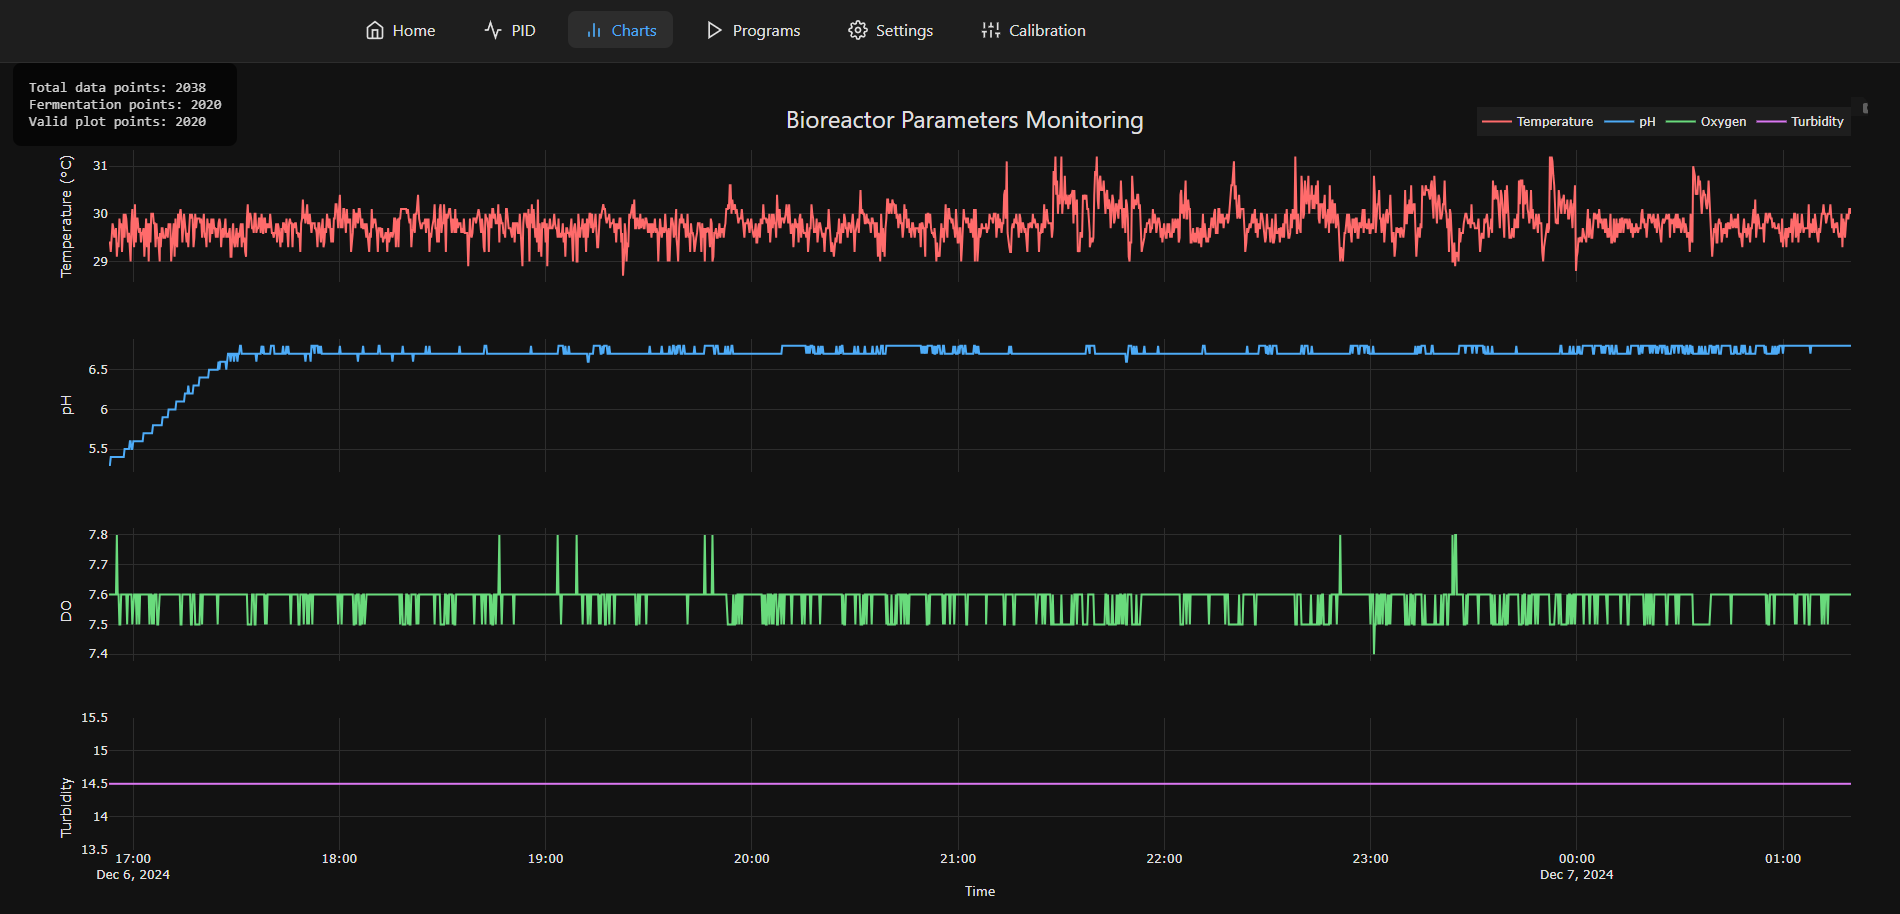 Home PID Charts Programs Settings Calibration
Total data points: 2038
Fermentation points: 2020
Valid plot points: 2020
Bioreactor Parameters Monitoring
Temperature pH Oxygen Turbidity
Temperature (°C)
31
30
29
pH
6.5
6
5.5
DO
7.8
7.7
7.6
7.5
7.4
Turbidity
15.5
15
14.5
14
13.5
17:00 18:00 19:00 20:00 21:00 22:00 23:00 00:00 01:00
Dec 6, 2024 Dec 7, 2024
Time